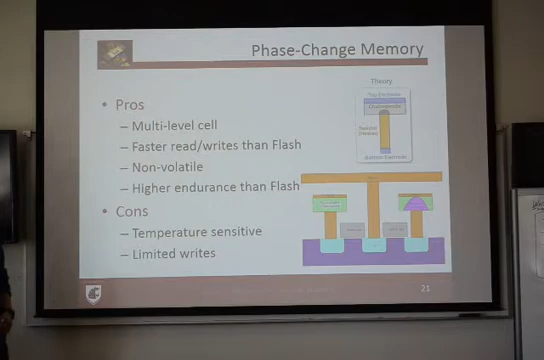 Phase-Change Memory
Theory
• Pros
– Multi-level cell
– Faster read/writes than Flash
– Non-volatile
– Higher endurance than Flash
• Cons
– Temperature sensitive
– Limited writes
Top Electrode
Chalcogenide
Bottom Electrode
21